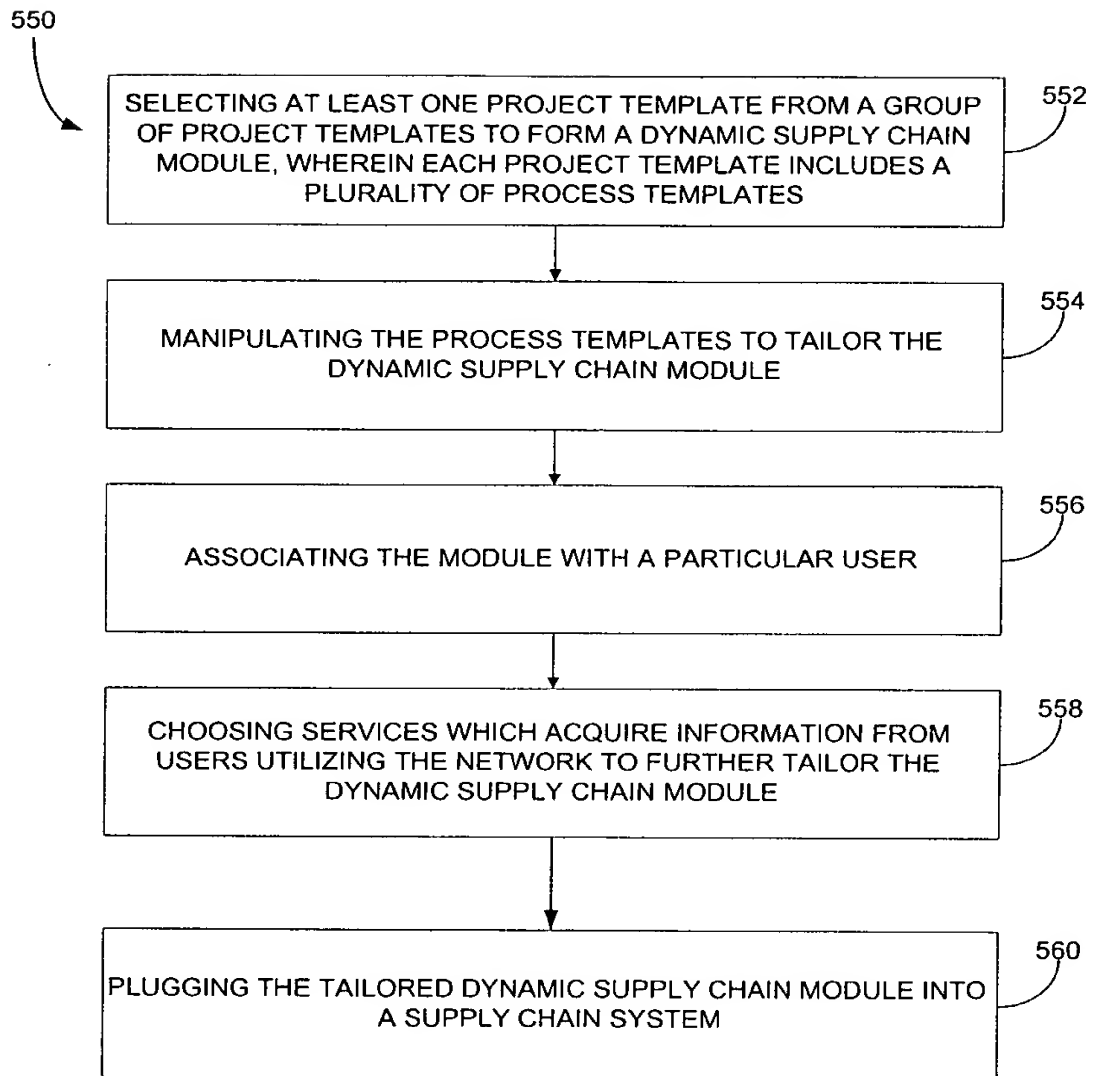 550
SELECTING AT LEAST ONE PROJECT TEMPLATE FROM A GROUP
OF PROJECT TEMPLATES TO FORM A DYNAMIC SUPPLY CHAIN
MODULE, WHEREIN EACH PROJECT TEMPLATE INCLUDES A
PLURALITY OF PROCESS TEMPLATES
552
MANIPULATING THE PROCESS TEMPLATES TO TAILOR THE
DYNAMIC SUPPLY CHAIN MODULE
554
ASSOCIATING THE MODULE WITH A PARTICULAR USER
556
CHOOSING SERVICES WHICH ACQUIRE INFORMATION FROM
USERS UTILIZING THE NETWORK TO FURTHER TAILOR THE
DYNAMIC SUPPLY CHAIN MODULE
558
PLUGGING THE TAILORED DYNAMIC SUPPLY CHAIN MODULE INTO
A SUPPLY CHAIN SYSTEM
560